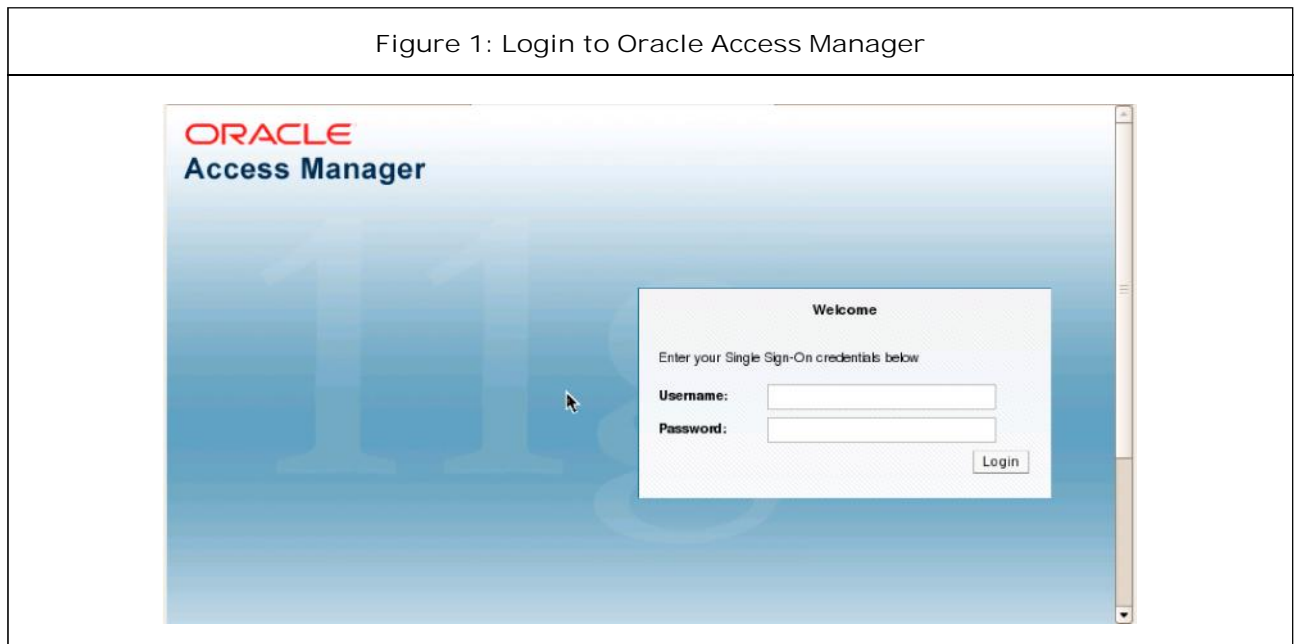 Figure 1: Login to Oracle Access Manager
ORACLE
Access Manager
11g
Welcome
Enter your Single Sign-On credentials below
Username:
Password:
Login